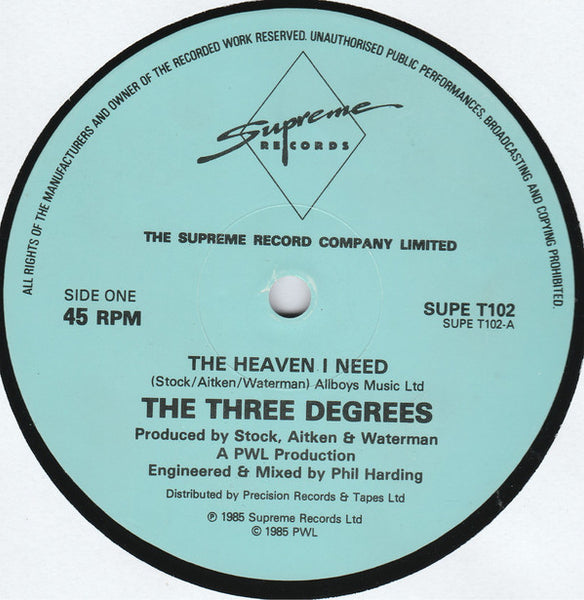 ALL RIGHTS OF THE MANUFACTURERS AND OWNER OF THE RECORDED WORK RESERVED. UNAUTHORISED PUBLIC PERFORMANCES, BROADCASTING AND COPYING PROHIBITED.
Supreme
RECORDS
THE SUPREME RECORD COMPANY LIMITED
SIDE ONE
45 RPM
SUPE T102
SUPE T102-A
THE HEAVEN I NEED
(Stock/Aitken/Waterman) Allboys Music Ltd
THE THREE DEGREES
Produced by Stock, Aitken & Waterman
A PWL Production
Engineered & Mixed by Phil Harding
Distributed by Precision Records & Tapes Ltd
℗ 1985 Supreme Records Ltd
© 1985 PWL